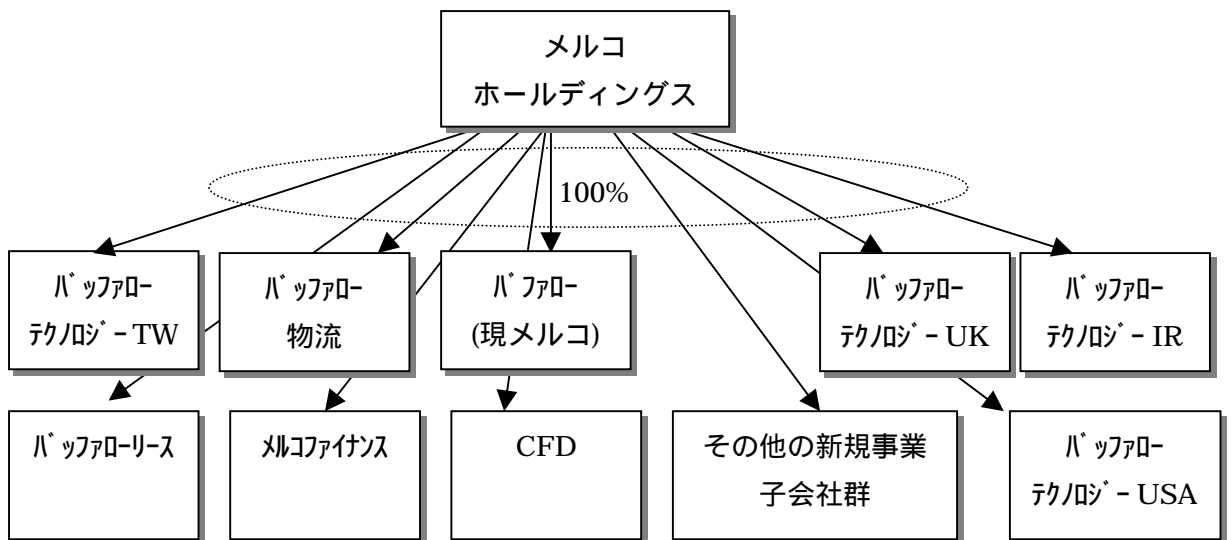 メルコ
ホールディングス
100%
ﾊﾞｯﾌｧﾛｰ
ﾃｸﾉﾛｼﾞｰTW
ﾊﾞｯﾌｧﾛｰ
物流
ﾊﾞﾌｧﾛｰ
(現メルコ)
ﾊﾞｯﾌｧﾛｰ
ﾃｸﾉﾛｼﾞｰUK
ﾊﾞｯﾌｧﾛｰ
ﾃｸﾉﾛｼﾞｰIR
ﾊﾞｯﾌｧﾛｰﾘｰｽ
ﾒﾙｺﾌｧｲﾅﾝｽ
CFD
その他の新規事業
子会社群
ﾊﾞｯﾌｧﾛｰ
ﾃｸﾉﾛｼﾞｰUSA